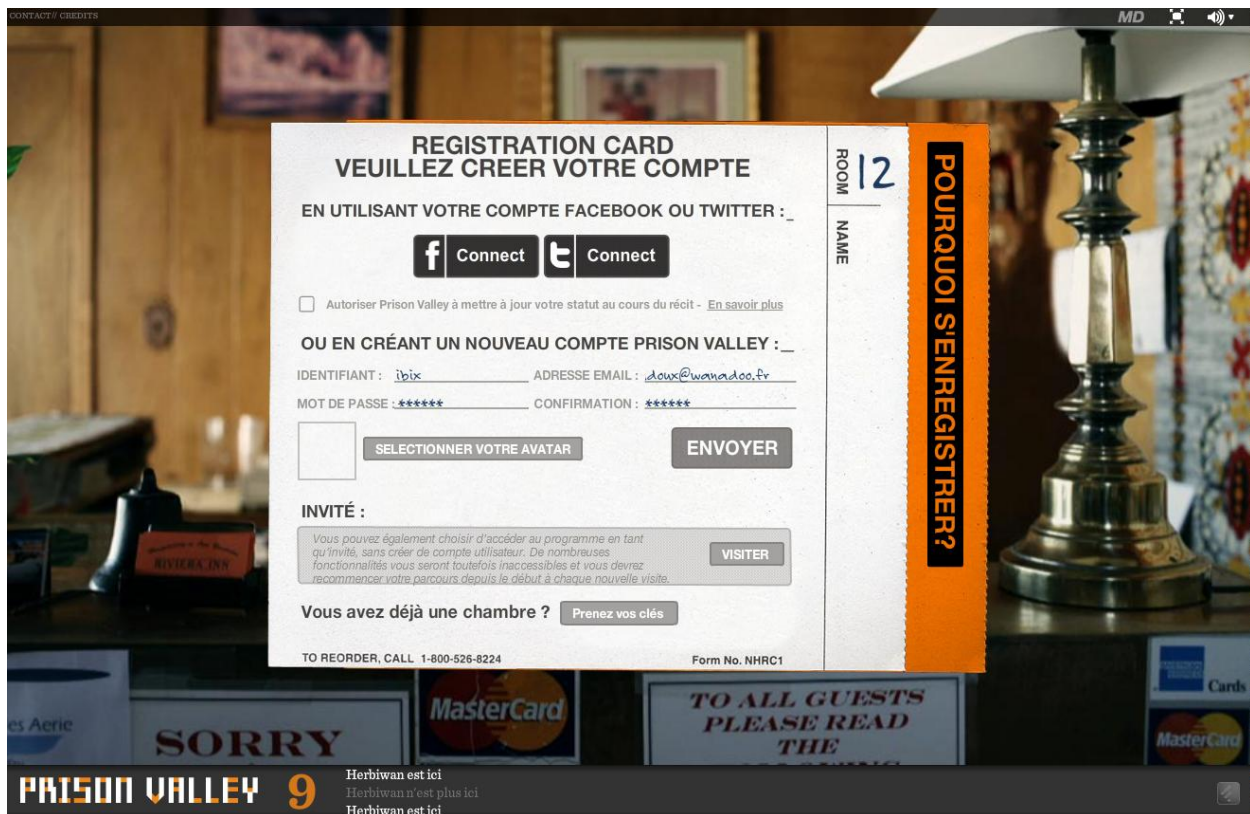 CONTACT// CREDITS
MD
REGISTRATION CARD
VEUILLEZ CREER VOTRE COMPTE
EN UTILISANT VOTRE COMPTE FACEBOOK OU TWITTER :_
f Connect
t Connect
Autoriser Prison Valley à mettre à jour votre statut au cours du récit - En savoir plus
OU EN CRÉANT UN NOUVEAU COMPTE PRISON VALLEY :_
IDENTIFIANT : ibix
ADRESSE EMAIL : .doux@wanadoo.fr
MOT DE PASSE : ******
CONFIRMATION : ******
SELECTIONNER VOTRE AVATAR
ENVOYER
INVITÉ :
Vous pouvez également choisir d'accéder au programme en tant
qu'invité, sans créer de compte utilisateur. De nombreuses
fonctionnalités vous seront toutefois inaccessibles et vous devrez
recommencer votre parcours depuis le début à chaque nouvelle visite.
VISITER
Vous avez déjà une chambre ?
Prenez vos clés
TO REORDER, CALL 1-800-526-8224
Form No. NHRC1
ROOM 12
NAME
POURQUOI S'ENREGISTRER?
RIVIERA INN
es Aerie
SORRY
MasterCard
TO ALL GUESTS
PLEASE READ
THE
Cards
MasterCard
PRISON VALLEY
9
Herbiwan est ici
Herbiwan n'est plus ici
Herbiwan est ici